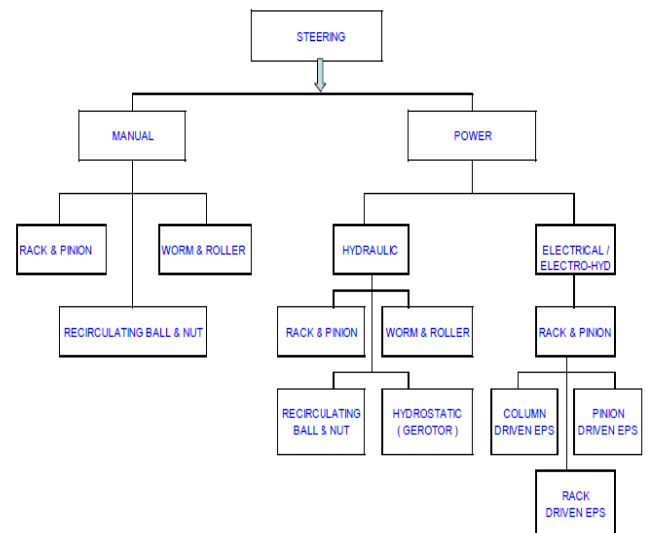 STEERING
MANUAL
POWER
RACK & PINION
WORM & ROLLER
HYDRAULIC
ELECTRICAL /
ELECTRO-HYD
RECIRCULATING BALL & NUT
RACK & PINION
WORM & ROLLER
RACK & PINION
RECIRCULATING
BALL & NUT
HYDROSTATIC
( GEROTOR )
COLUMN
DRIVEN EPS
PINION
DRIVEN EPS
RACK
DRIVEN EPS